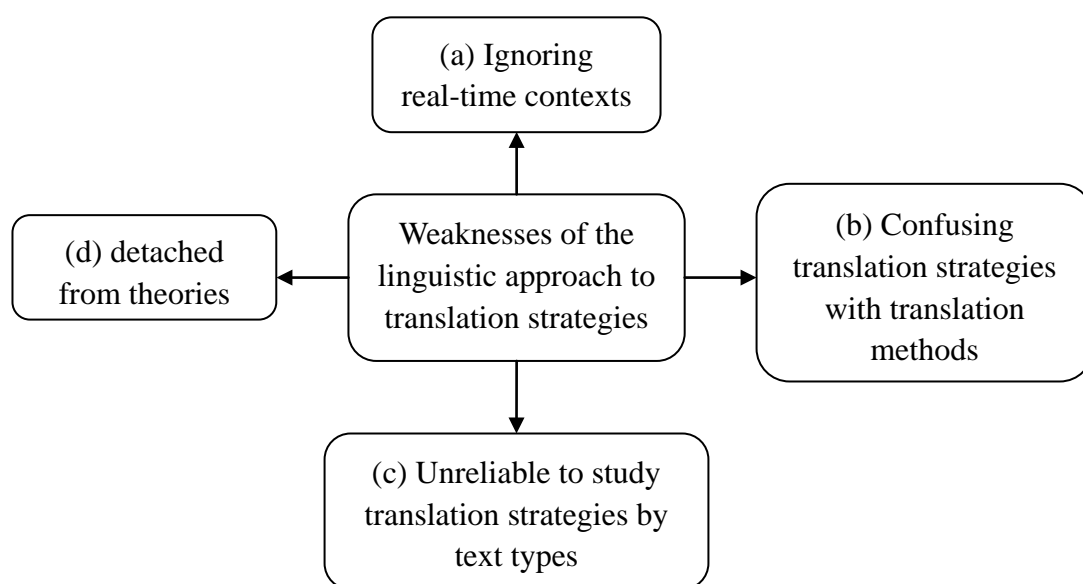 (a) Ignoring
real-time contexts
(d) detached
from theories
Weaknesses of the
linguistic approach to
translation strategies
(b) Confusing
translation strategies
with translation
methods
(c) Unreliable to study
translation strategies by
text types